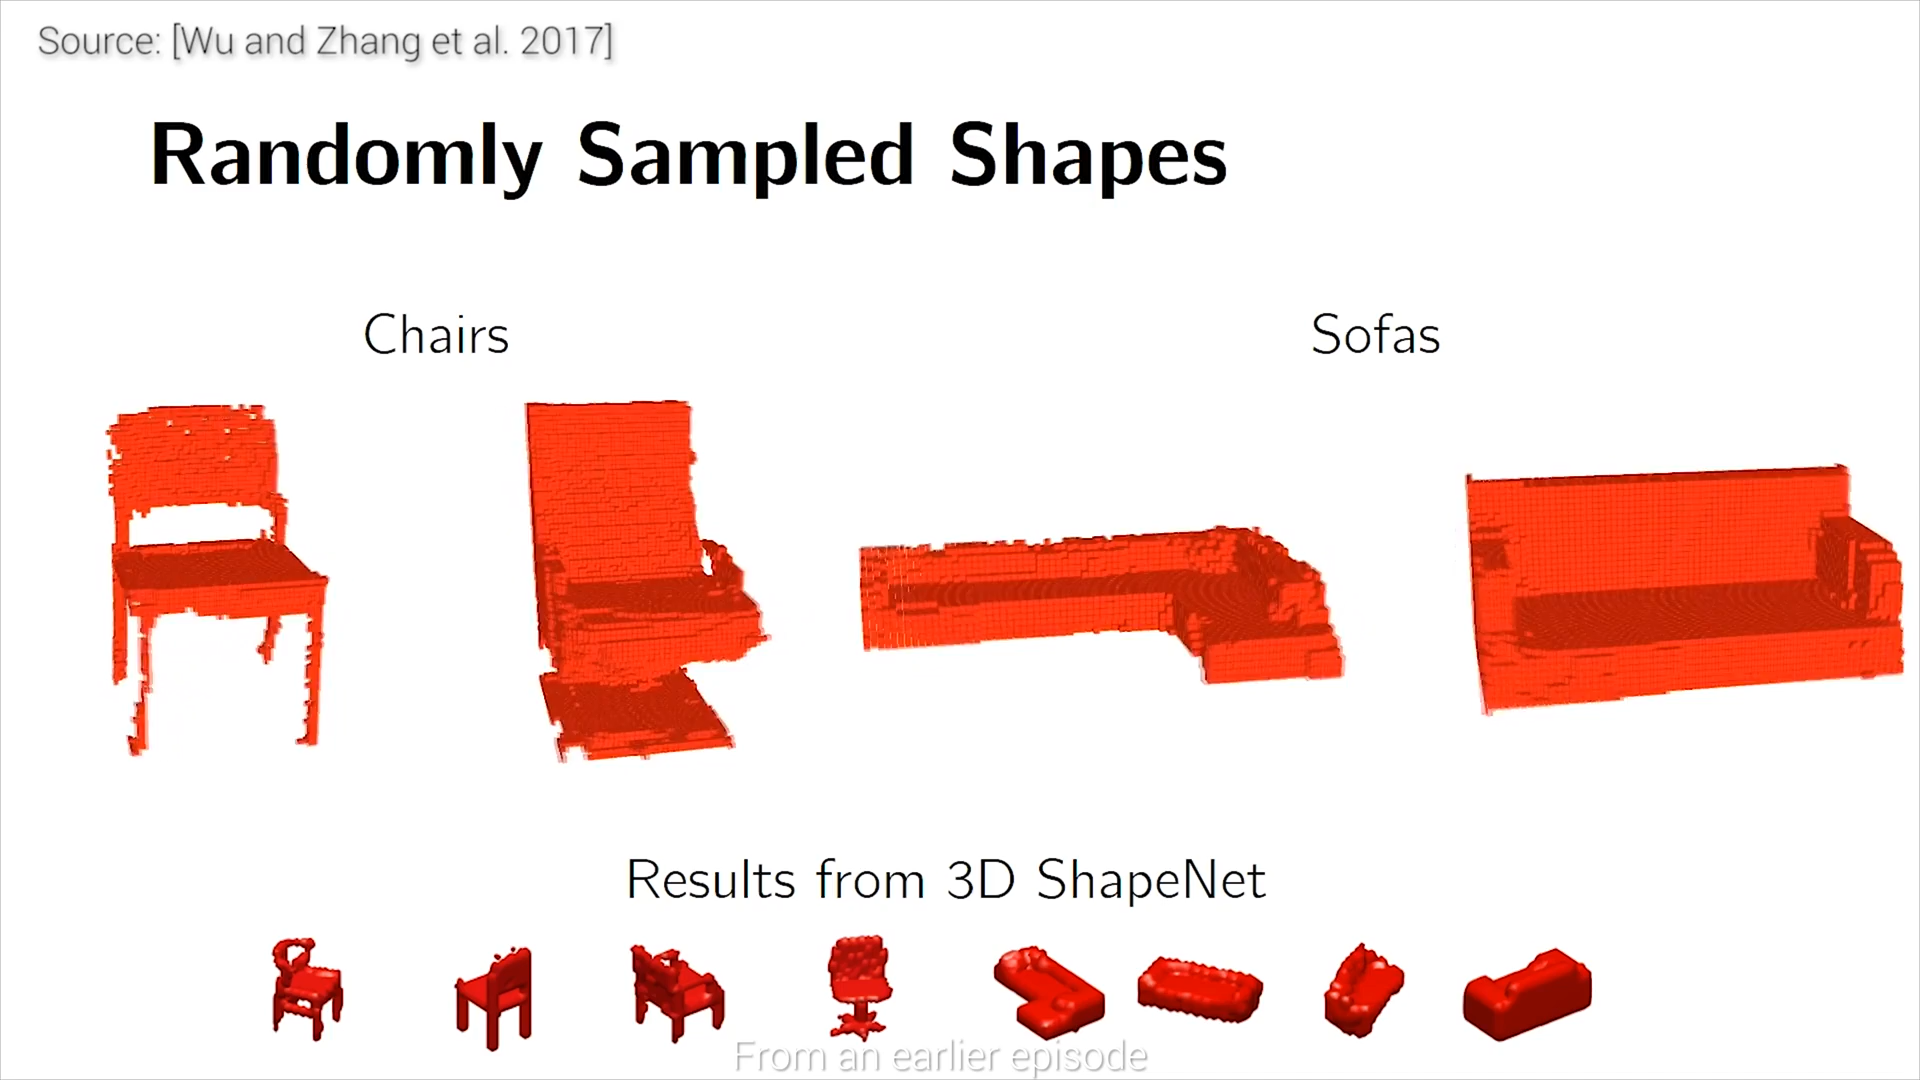 Source: [Wu and Zhang et al. 2017]
Randomly Sampled Shapes
Chairs
Sofas
Results from 3D ShapeNet
From an earlier episode